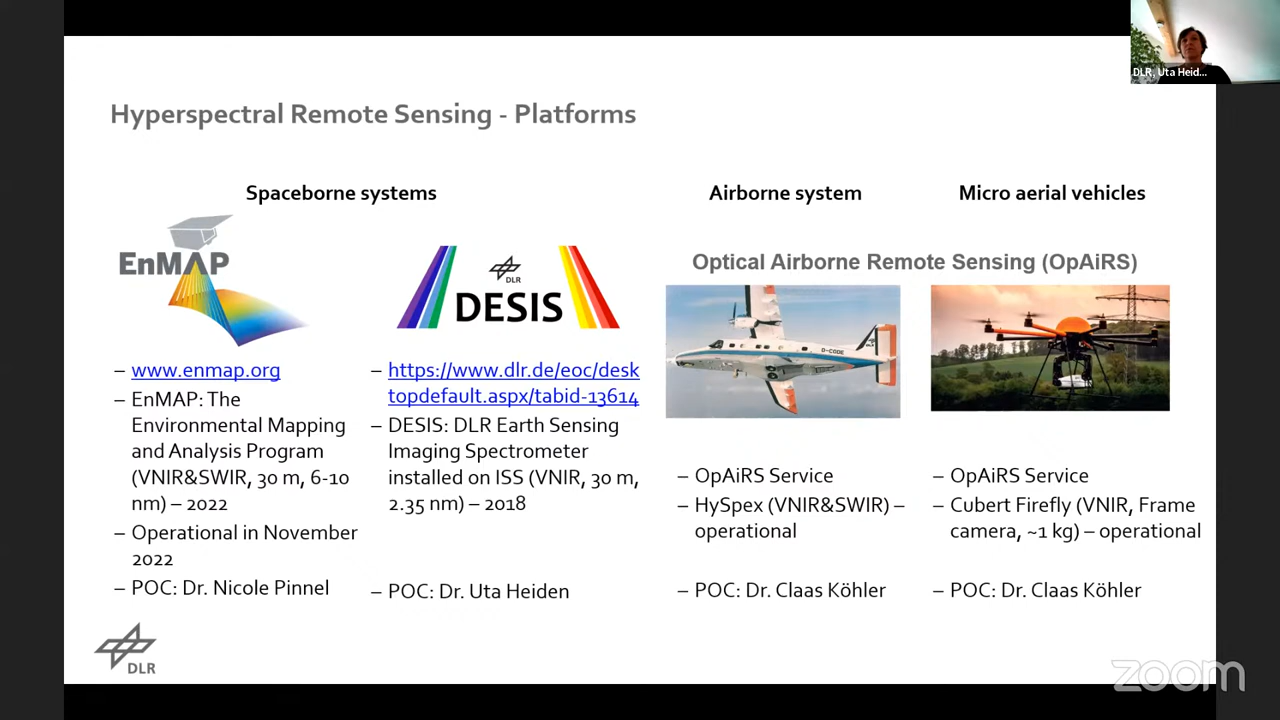 DLR, Uta Heid...
Hyperspectral Remote Sensing - Platforms
Spaceborne systems
Airborne system
Micro aerial vehicles
EnMAP
DLR
DESIS
Optical Airborne Remote Sensing (OpAiRS)
D-CODE
– www.enmap.org
– EnMAP: The
Environmental Mapping
and Analysis Program
(VNIR&SWIR, 30 m, 6-10
nm) – 2022
– Operational in November
2022
– POC: Dr. Nicole Pinnel
– https://www.dlr.de/eoc/desk
topdefault.aspx/tabid-13614
– DESIS: DLR Earth Sensing
Imaging Spectrometer
installed on ISS (VNIR, 30 m,
2.35 nm) – 2018
– POC: Dr. Uta Heiden
– OpAiRS Service
– HySpex (VNIR&SWIR) –
operational
– POC: Dr. Claas Köhler
– OpAiRS Service
– Cubert Firefly (VNIR, Frame
camera, ~1 kg) – operational
– POC: Dr. Claas Köhler
DLR
zoom